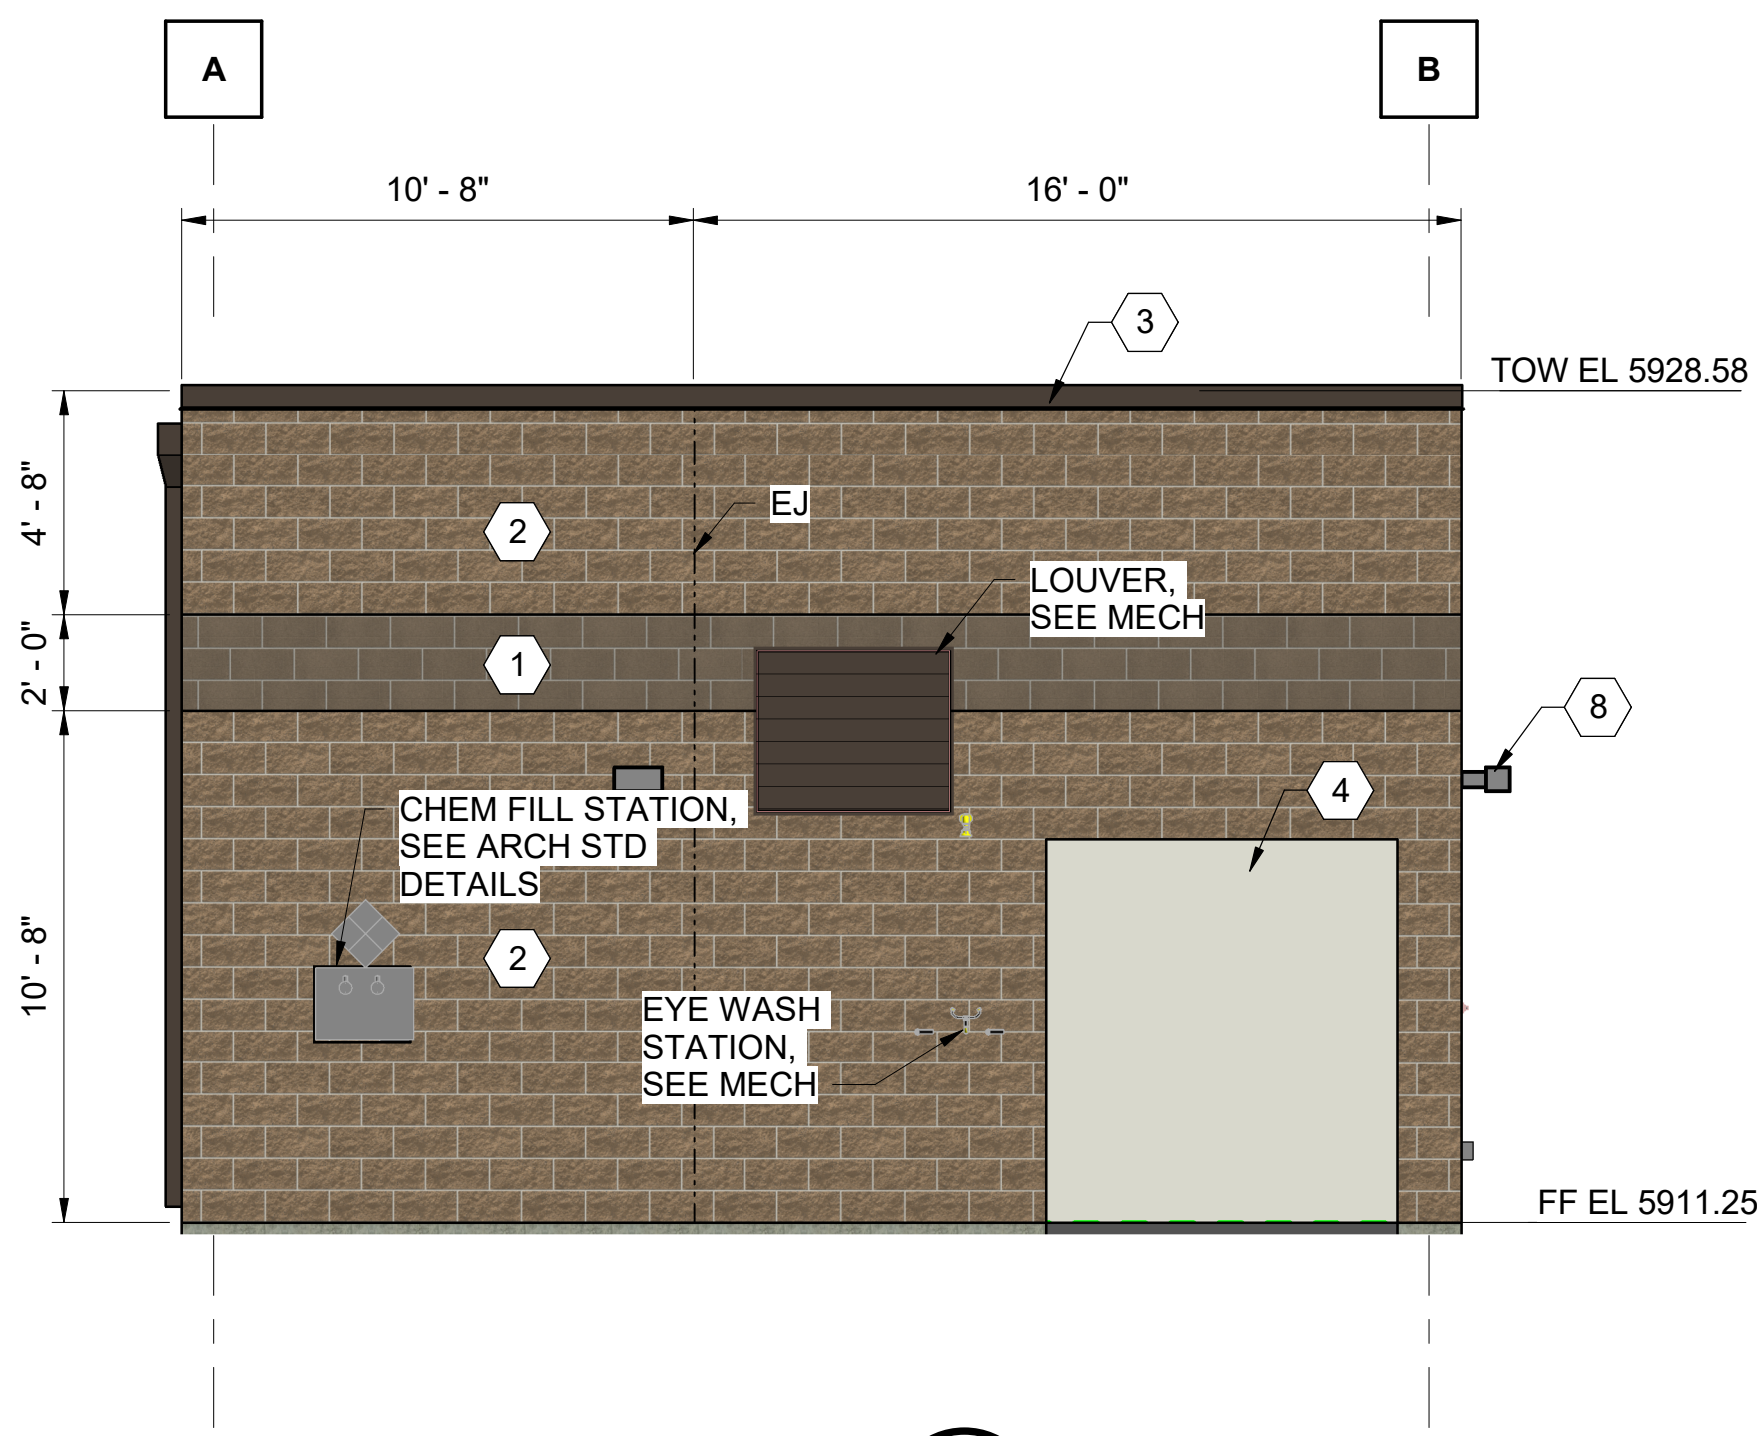 A
B
10' - 8"
16' - 0"
3
TOW EL 5928.58
4' - 8"
2
EJ
LOUVER,
SEE MECH
2' - 0"
1
8
4
CHEM FILL STATION,
SEE ARCH STD
DETAILS
10' - 8"
2
EYE WASH
STATION,
SEE MECH
FF EL 5911.25